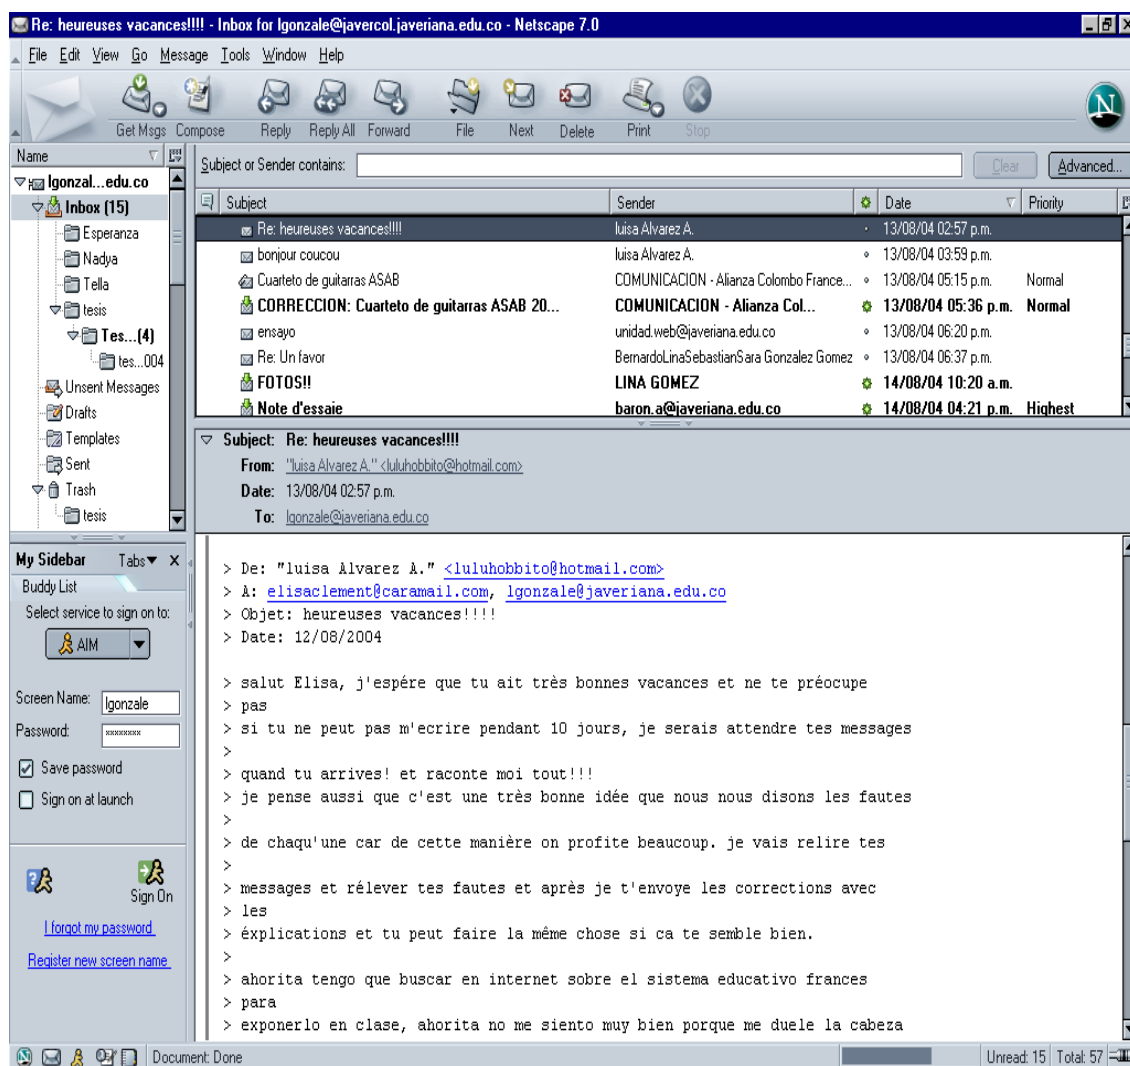 Re: heureuses vacances!!!! - Inbox for lgonzale@javercol.javeriana.edu.co - Netscape 7.0
File Edit View Go Message Tools Window Help
Get Msgs Compose Reply Reply All Forward File Next Delete Print Stop
N
Name
Subject or Sender contains: Clear Advanced...
lgonzal...edu.co
Inbox (15)
Esperanza
Nadya
Tella
tesis
Tes...(4)
tes...004
Unsent Messages
Drafts
Templates
Sent
Trash
tesis
Subject Sender Date Priority
Re: heureuses vacances!!!! luisa Alvarez A. 13/08/04 02:57 p.m.
bonjour coucou luisa Alvarez A. 13/08/04 03:59 p.m.
Cuarteto de guitarras ASAB COMUNICACION - Alianza Colombo France... 13/08/04 05:15 p.m. Normal
CORRECCION: Cuarteto de guitarras ASAB 20... COMUNICACION - Alianza Col... 13/08/04 05:36 p.m. Normal
ensayo unidad.web@javeriana.edu.co 13/08/04 06:20 p.m.
Re: Un favor BernardoLinaSebastianSara Gonzalez Gomez 13/08/04 06:37 p.m.
FOTOS!! LINA GOMEZ 14/08/04 10:20 a.m.
Note d'essaie baron.a@javeriana.edu.co 14/08/04 04:21 p.m. Highest
Subject: Re: heureuses vacances!!!!
From: "luisa Alvarez A." <luluhobbito@hotmail.com>
Date: 13/08/04 02:57 p.m.
To: lgonzale@javeriana.edu.co
My Sidebar Tabs X
Buddy List
Select service to sign on to:
AIM
Screen Name: lgonzale
Password: xxxxxxxx
Save password
Sign on at launch
Sign On
I forgot my password
Register new screen name
> De: "luisa Alvarez A." <luluhobbito@hotmail.com>
> A: elisaclement@caramail.com, lgonzale@javeriana.edu.co
> Objet: heureuses vacances!!!!
> Date: 12/08/2004
> salut Elisa, j'espére que tu ait très bonnes vacances et ne te préocupe
> pas
> si tu ne peut pas m'ecrire pendant 10 jours, je serais attendre tes messages
>
> quand tu arrives! et raconte moi tout!!!
> je pense aussi que c'est une très bonne idée que nous nous disons les fautes
>
> de chaqu'une car de cette manière on profite beaucoup. je vais relire tes
>
> messages et rélever tes fautes et après je t'envoye les corrections avec
> les
> éxplications et tu peut faire la même chose si ca te semble bien.
>
> ahorita tengo que buscar en internet sobre el sistema educativo frances
> para
> exponerlo en clase, ahorita no me siento muy bien porque me duele la cabeza
Document: Done Unread: 15 Total: 57